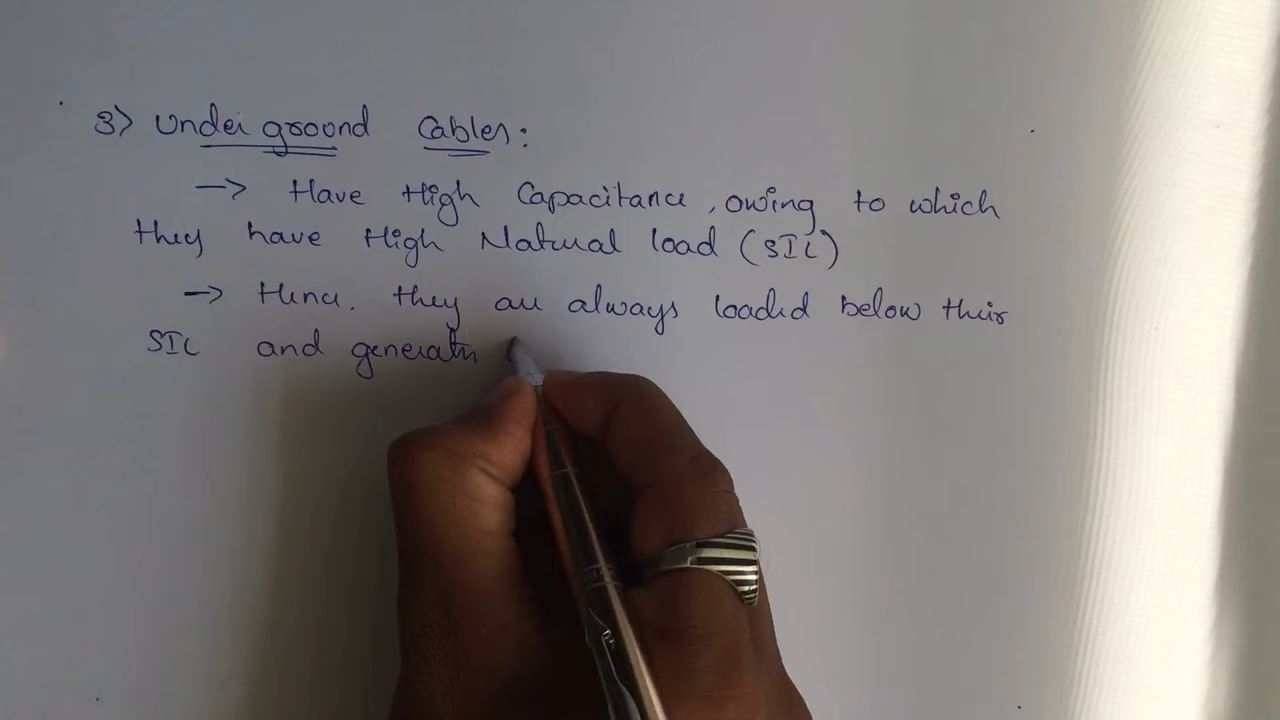 3) Underground Cables:
→ Have High Capacitance, owing to which
they have High Natural load (SIL)
→ Hence. they are always loaded below their
SIL and generates